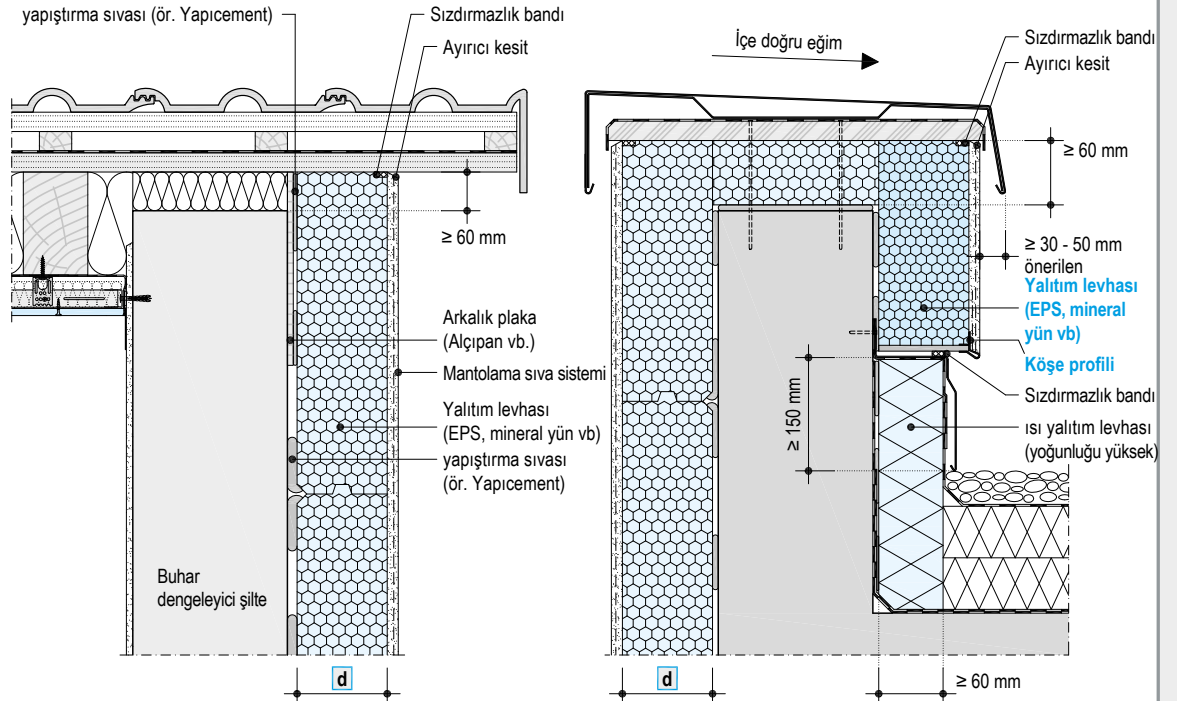 yapıştırma sıvası (ör. Yapıcement)
Sızdırmazlık bandı
Ayırıcı kesit
≥ 60 mm
Arkalık plaka
(Alçıpan vb.)
Mantolama sıva sistemi
Yalıtım levhası
(EPS, mineral yün vb)
yapıştırma sıvası
(ör. Yapıcement)
Buhar
dengeleyici şilte
d
İçe doğru eğim
Sızdırmazlık bandı
Ayırıcı kesit
≥ 60 mm
≥ 30 - 50 mm
önerilen
Yalıtım levhası
(EPS, mineral
yün vb)
Köşe profili
Sızdırmazlık bandı
≥ 150 mm
ısı yalıtım levhası
(yoğunluğu yüksek)
d
≥ 60 mm